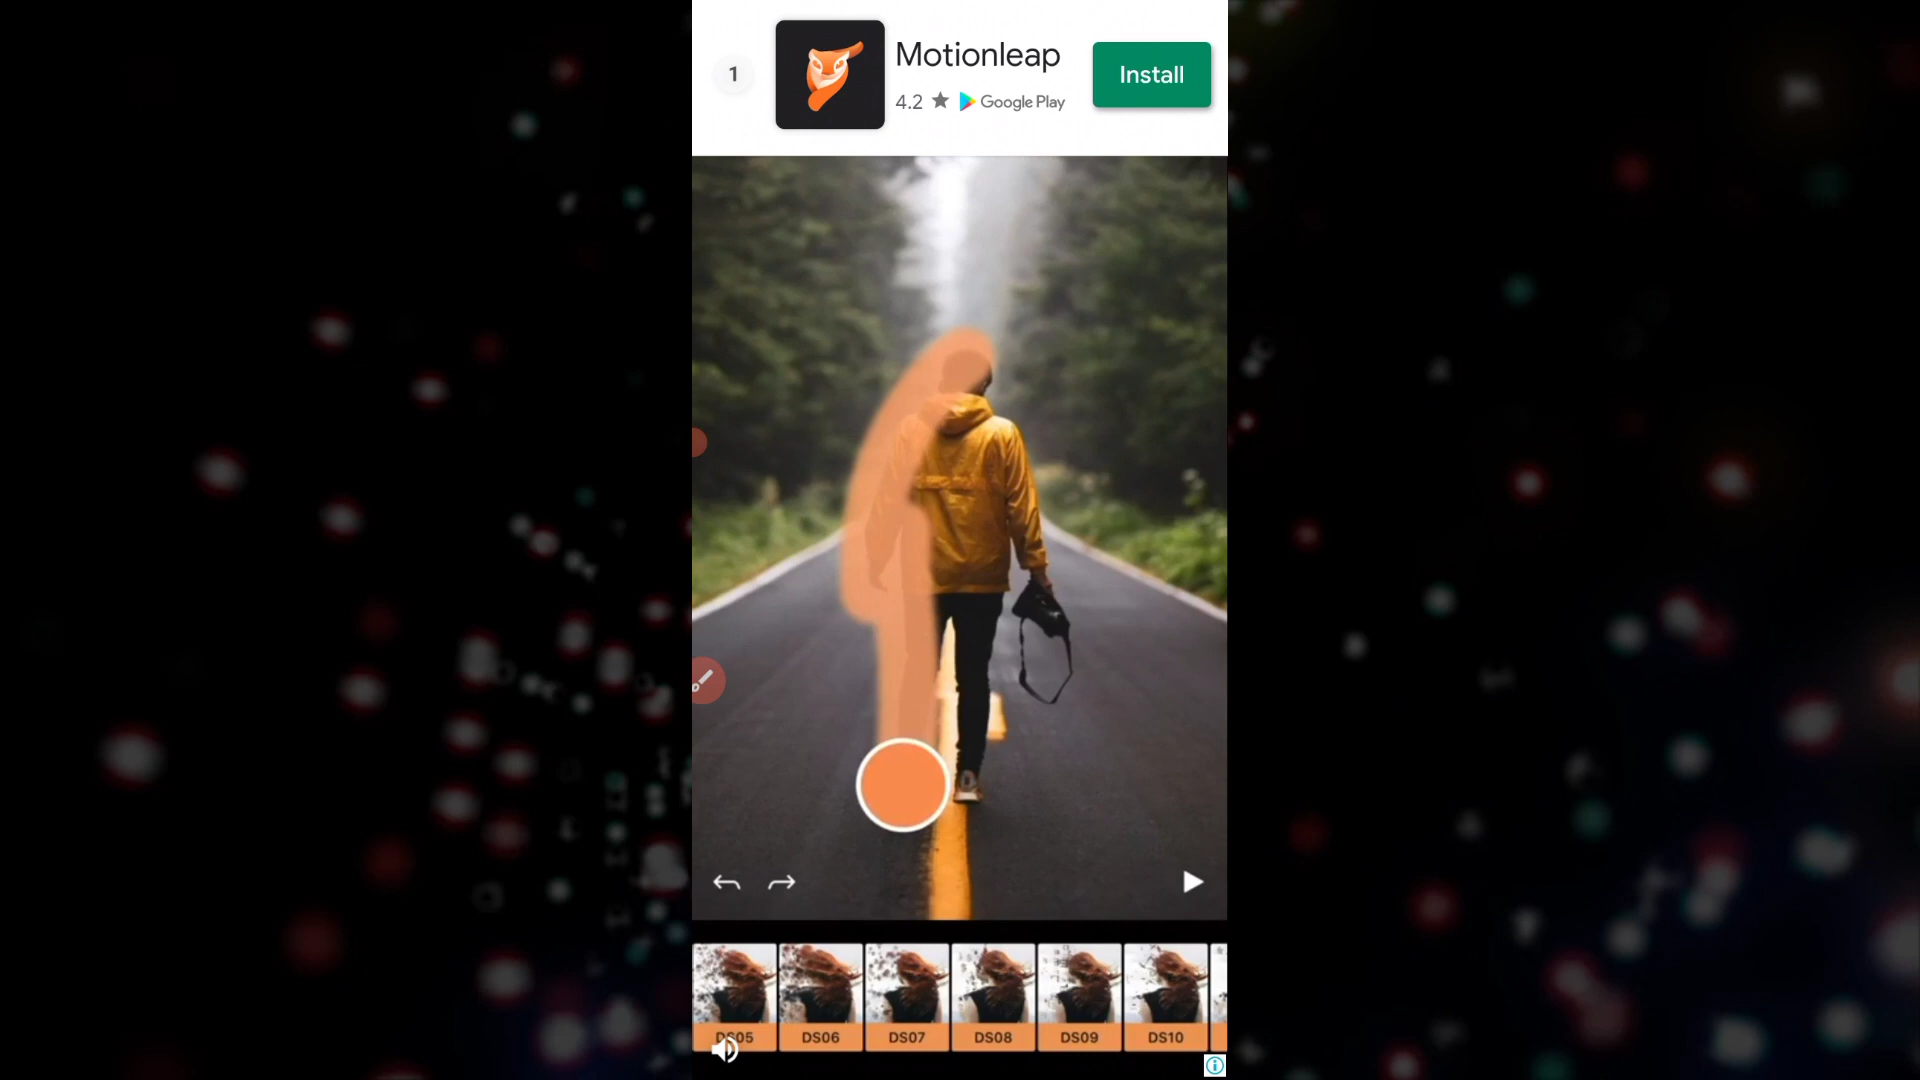 1
Motionleap
Install
4.2 ★ Google Play
DS05 DS06 DS07 DS08 DS09 DS10